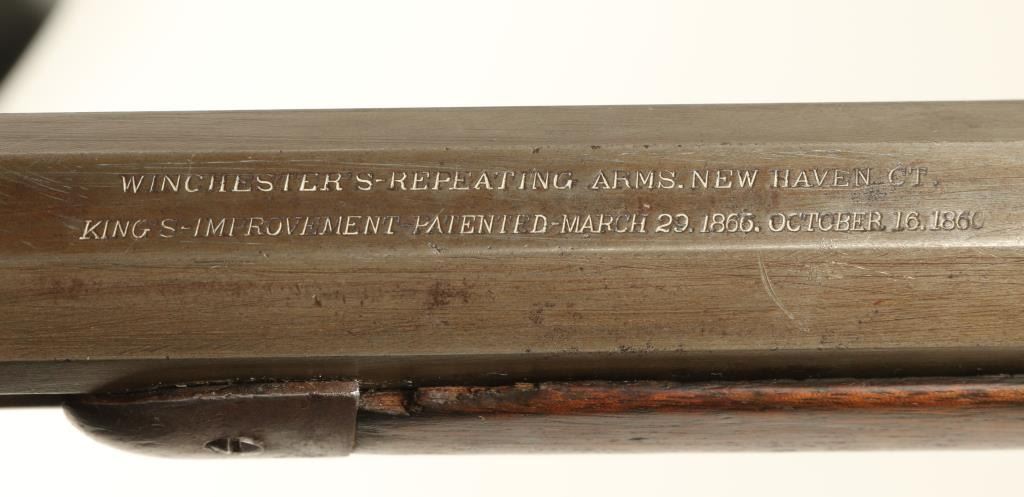 WINCHESTER'S-REPEATING ARMS. NEW HAVEN. CT.
KING'S-IMPROVEMENT-PATENTED-MARCH 29. 1866. OCTOBER 16. 1860